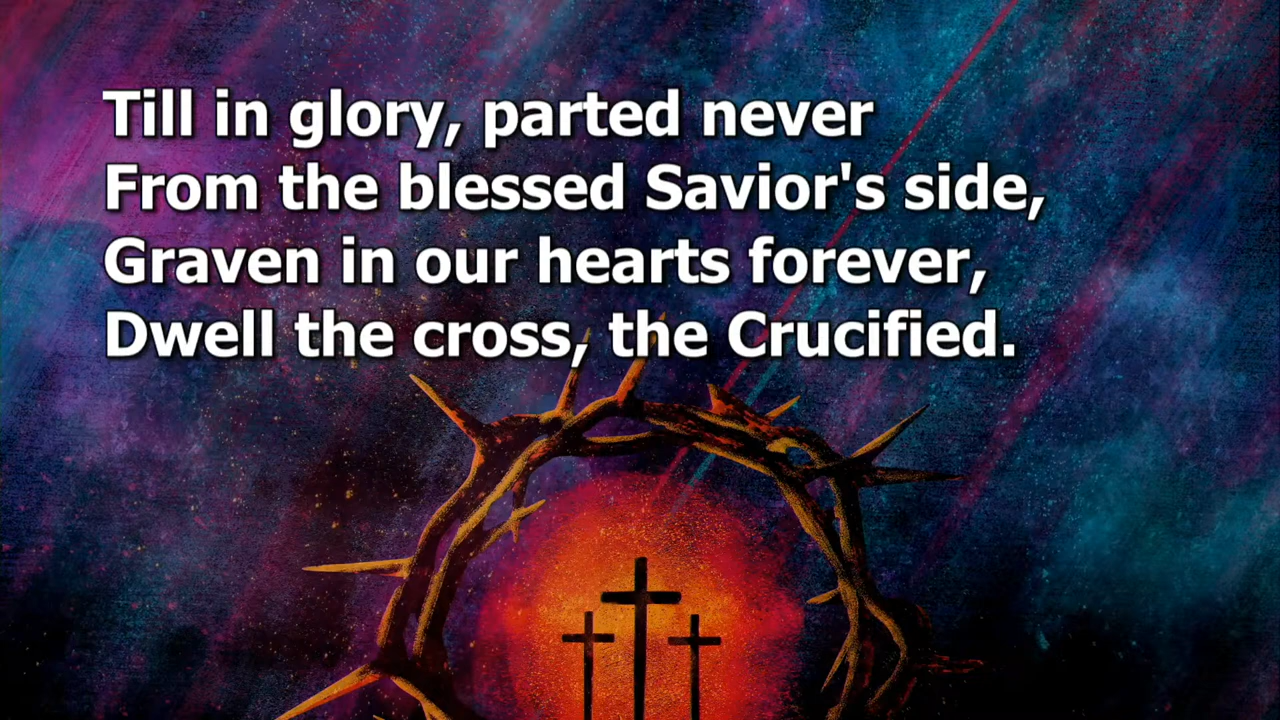 Till in glory, parted never
From the blessed Savior's side,
Graven in our hearts forever,
Dwell the cross, the Crucified.